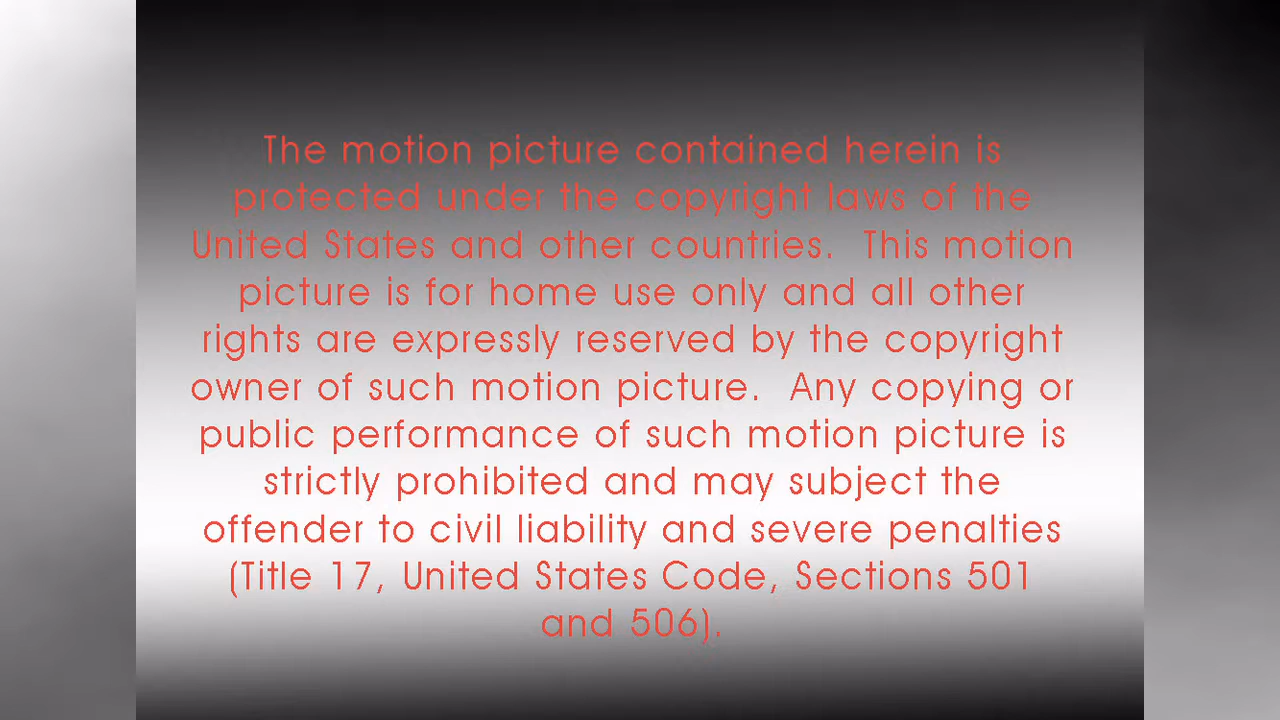 The motion picture contained herein is
protected under the copyright laws of the
United States and other countries.  This motion
picture is for home use only and all other
rights are expressly reserved by the copyright
owner of such motion picture.  Any copying or
public performance of such motion picture is
strictly prohibited and may subject the
offender to civil liability and severe penalties
(Title 17, United States Code, Sections 501
and 506).